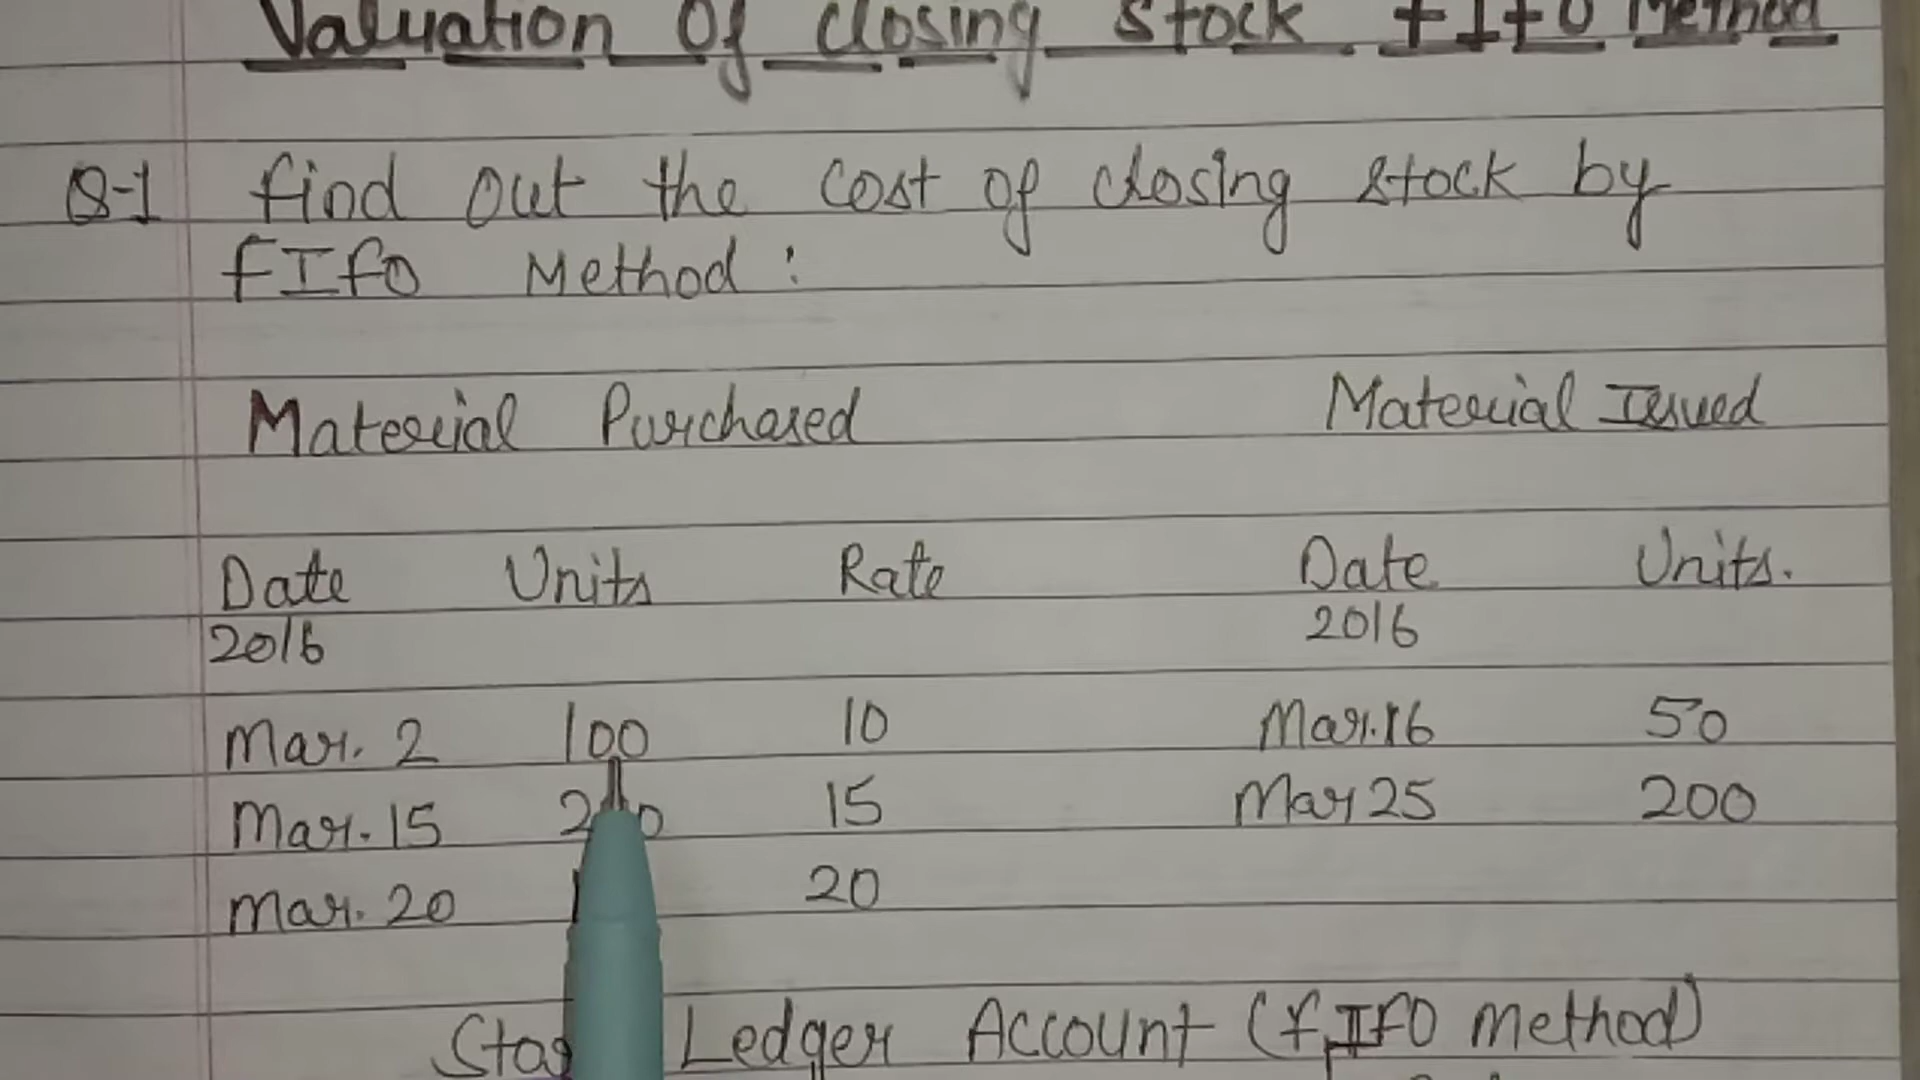 Valuation Of closing Stock. FIFO Method
Q-1 find out the cost of closing stock by
FIFO Method :
Material Purchased Material Issued
Date Units Rate Date Units.
2016 2016
Mar. 2 100 10 Mar.16 50
Mar. 15 15 Mar 25 200
Mar. 20 20
Ledger Account (FIFO method)